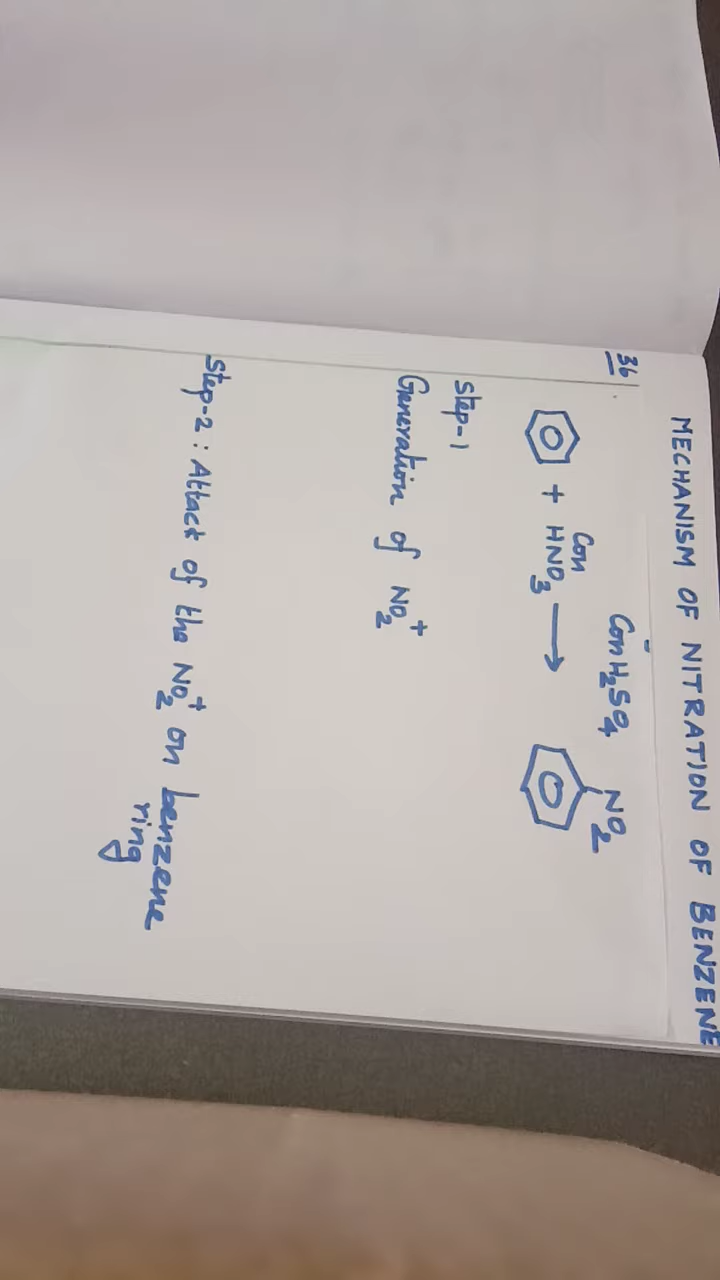 MECHANISM OF NITRATION OF BENZENE
36
Con H₂SO₄
+ Con HNO₃ → NO₂
Step-1
Generation of NO₂⁺
Step-2: Attack of the NO₂⁺ on benzene
ring